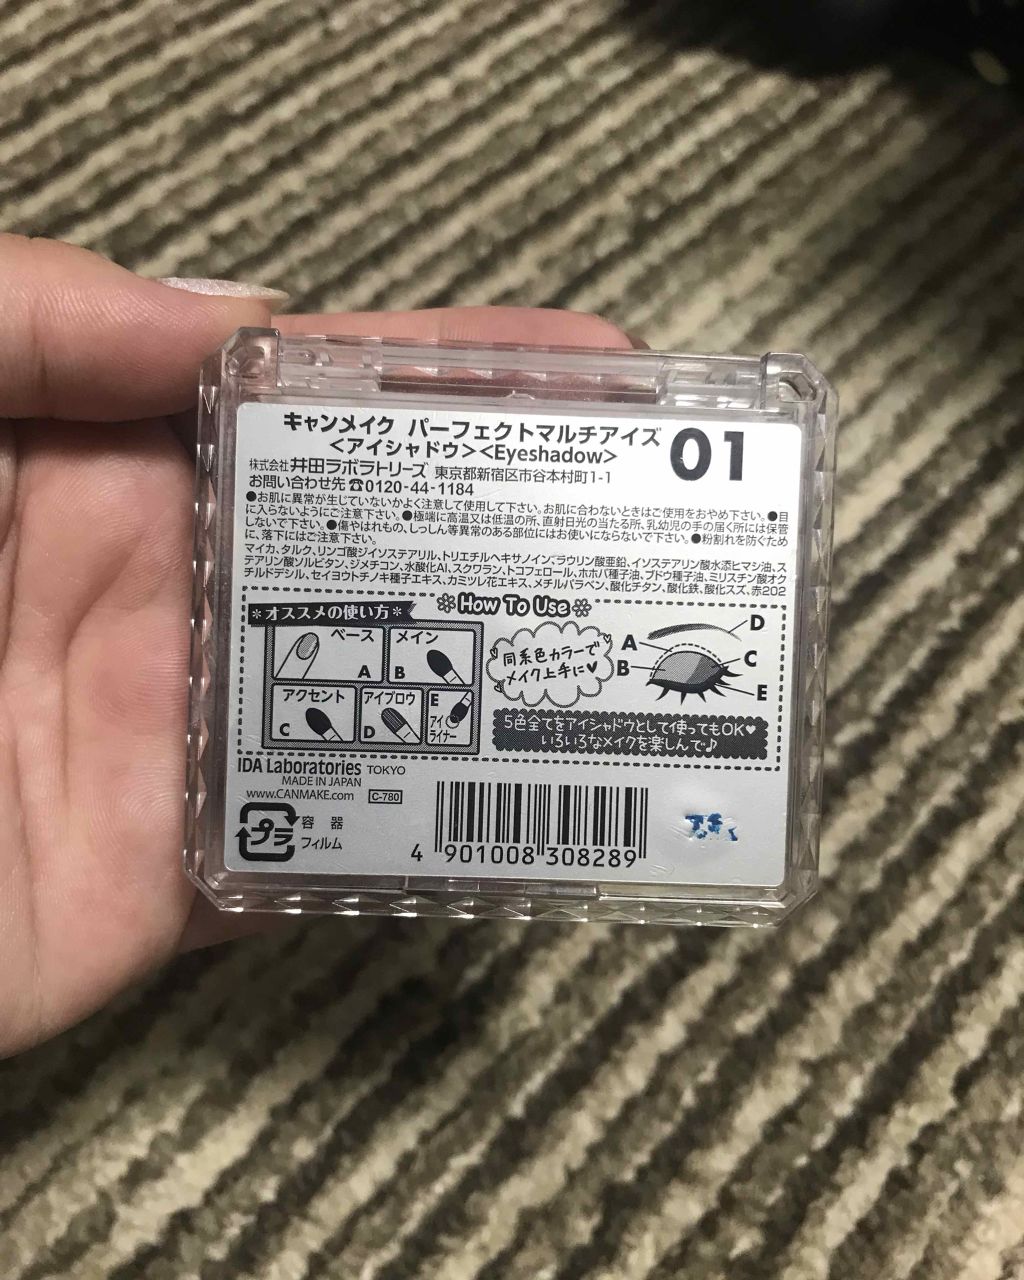 キャンメイク パーフェクトマルチアイズ
<アイシャドウ><Eyeshadow>
01
株式会社 井田ラボラトリーズ 東京都新宿区市谷本村町1-1
お問い合わせ先 ☎0120-44-1184
●お肌に異常が生じていないかよく注意して使用して下さい。お肌に合わないときはご使用をおやめ下さい。●目
に入らないようにご注意下さい。●極端に高温又は低温の所、直射日光の当たる所、乳幼児の手の届く所には保管
しないで下さい。●傷やはれもの、しっしん等異常のある部位にはお使いにならないで下さい。●粉割れを防ぐため
に、落下にはご注意下さい。
マイカ、タルク、リンゴ酸ジイソステアリル、トリエチルヘキサノイン、ラウリン酸亜鉛、イソステアリン酸水添ヒマシ油、ス
テアリン酸ソルビタン、ジメチコン、水酸化Al、スクワラン、トコフェロール、ホホバ種子油、ブドウ種子油、ミリスチン酸オク
チルドデシル、セイヨウトチノキ種子エキス、カミツレ花エキス、メチルパラベン、酸化チタン、酸化鉄、酸化スズ、赤202
How To Use
*オススメの使い方*
ベース
A
メイン
B
アクセント
C
アイブロウ
D
E
アイ
ライナー
同系色カラーで
メイク上手に♥
A
B
D
C
E
5色全てをアイシャドウとして使ってもOK♥
いろいろなメイクを楽しんで♪
IDA Laboratories TOKYO
MADE IN JAPAN
www.CANMAKE.com C-780
プラ
容器
フィルム
4 901008 308289